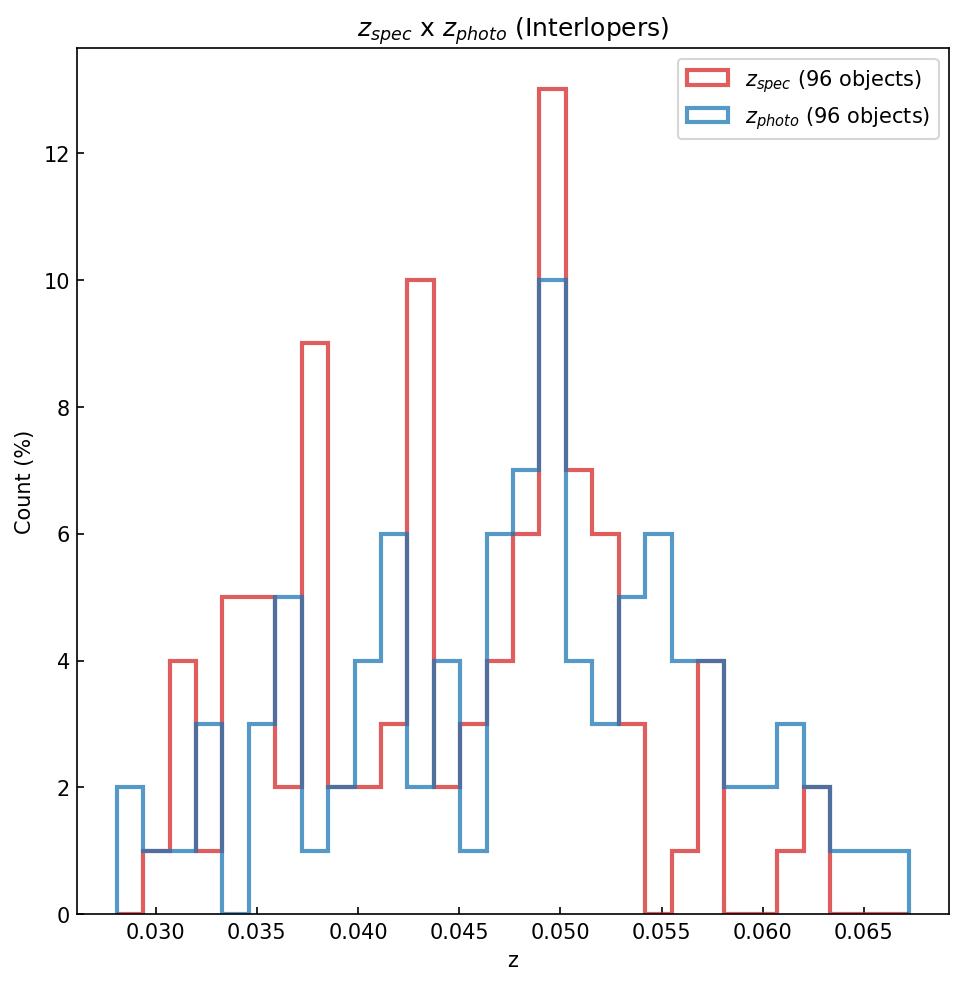 z_spec x z_photo (Interlopers)
z_spec (96 objects)
z_photo (96 objects)
Count (%)
12
10
8
6
4
2
0
0.030 0.035 0.040 0.045 0.050 0.055 0.060 0.065
z